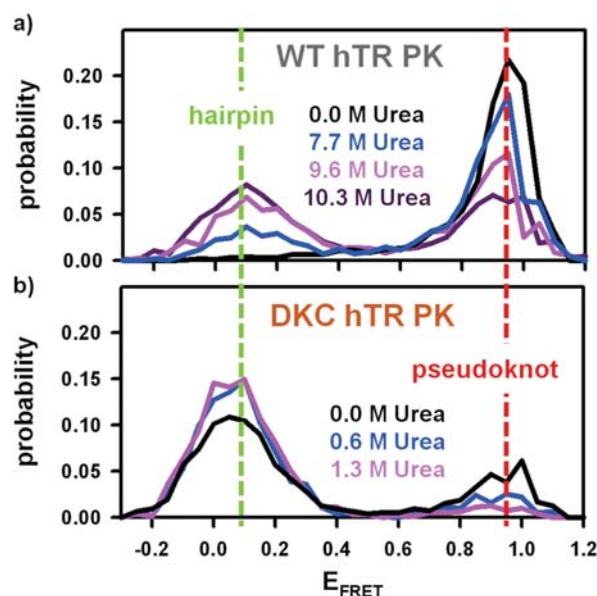 a)
WT hTR PK
hairpin
0.0 M Urea
7.7 M Urea
9.6 M Urea
10.3 M Urea
probability
0.20
0.15
0.10
0.05
0.00
b)
DKC hTR PK
pseudoknot
0.0 M Urea
0.6 M Urea
1.3 M Urea
probability
0.20
0.15
0.10
0.05
0.00
-0.2 0.0 0.2 0.4 0.6 0.8 1.0 1.2
EFRET